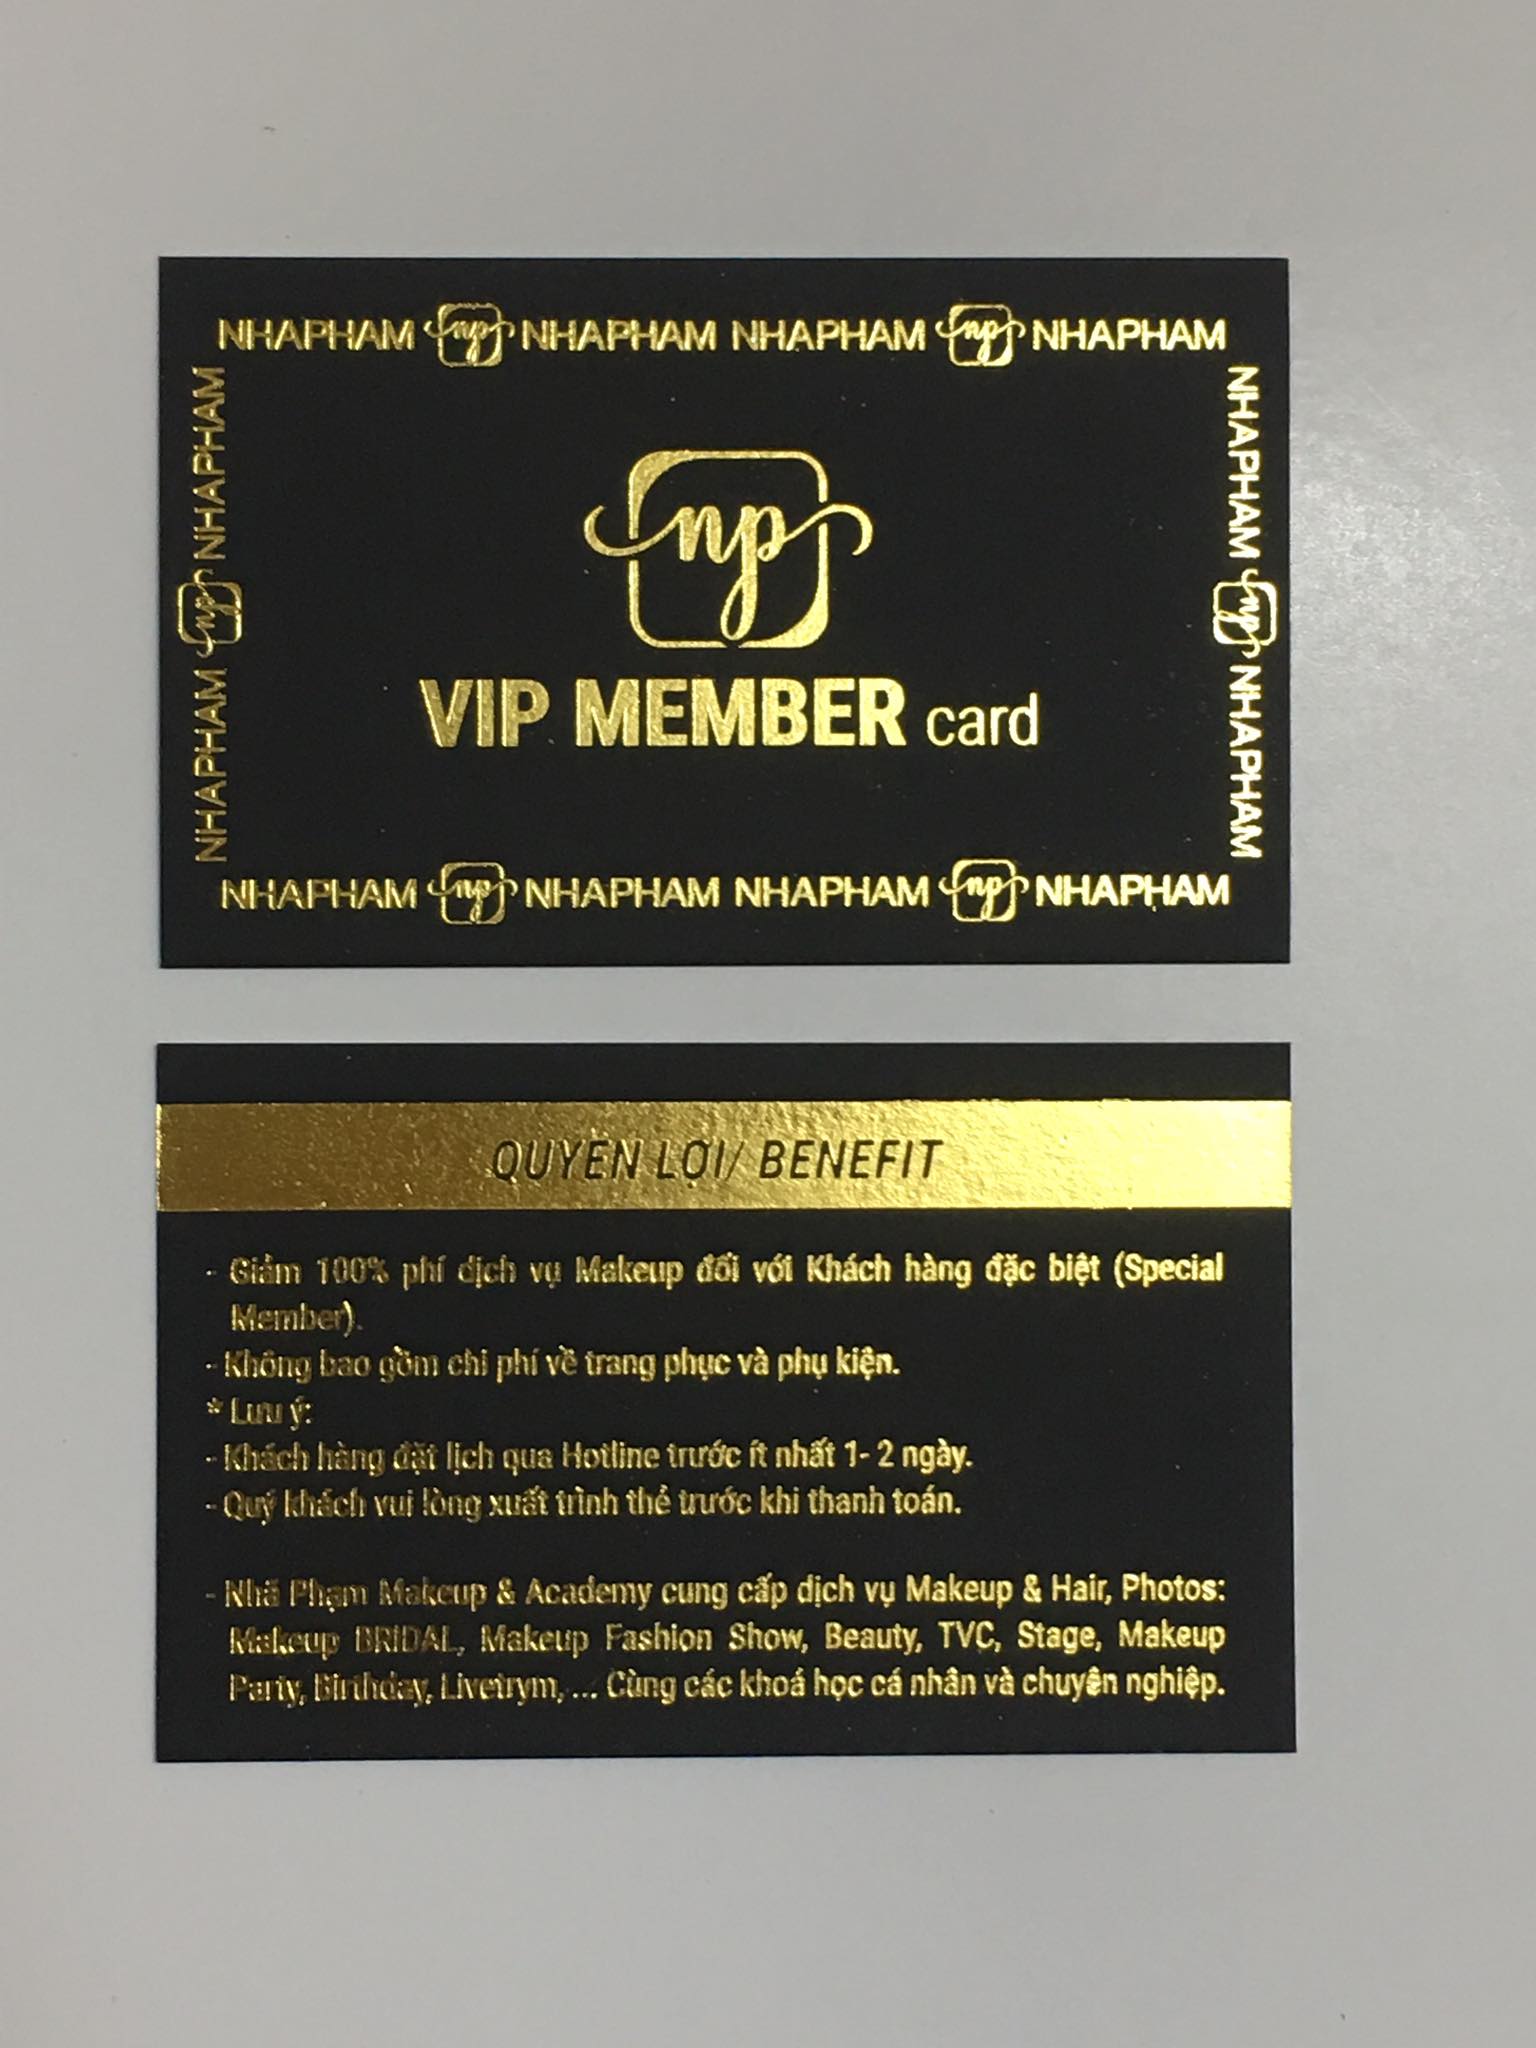 NHAPHAM np NHAPHAM NHAPHAM np NHAPHAM
NHAPHAM np NHAPHAM
NHAPHAM np NHAPHAM
np
VIP MEMBER card
NHAPHAM np NHAPHAM NHAPHAM np NHAPHAM
QUYỀN LỢI/ BENEFIT
- Giảm 100% phí dịch vụ Makeup đối với Khách hàng đặc biệt (Special
Member).
- Không bao gồm chi phí về trang phục và phụ kiện.
* Lưu ý:
- Khách hàng đặt lịch qua Hotline trước ít nhất 1- 2 ngày.
- Quý khách vui lòng xuất trình thẻ trước khi thanh toán.
- Nhã Phạm Makeup & Academy cung cấp dịch vụ Makeup & Hair, Photos:
Makeup BRIDAL, Makeup Fashion Show, Beauty, TVC, Stage, Makeup
Party, Birthday, Livetrym, ... Cùng các khoá học cá nhân và chuyên nghiệp.